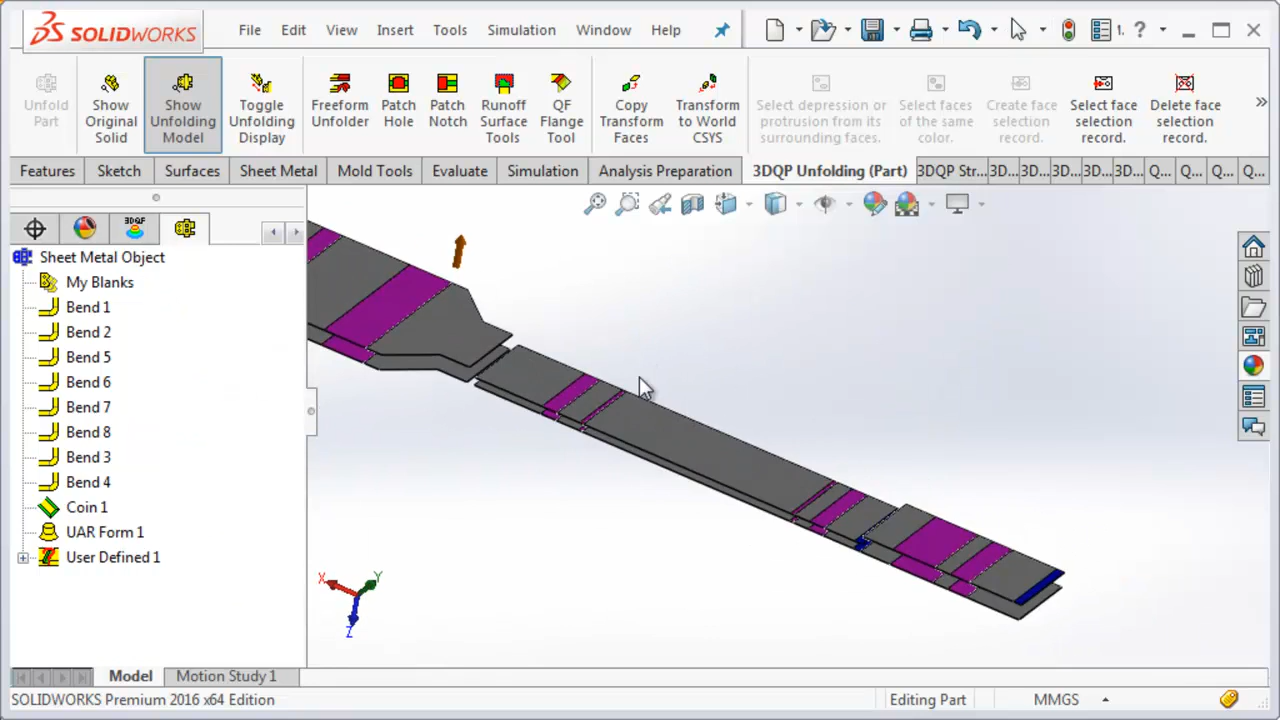 SOLIDWORKS
File Edit View Insert Tools Simulation Window Help
1. ?
Unfold Part
Show Original Solid
Show Unfolding Model
Toggle Unfolding Display
Freeform Unfolder
Patch Hole
Patch Notch
Runoff Surface Tools
QF Flange Tool
Copy Transform Faces
Transform to World CSYS
Select depression or protrusion from its surrounding faces.
Select faces of the same color.
Create face selection record.
Select face selection record.
Delete face selection record.
»
Features Sketch Surfaces Sheet Metal Mold Tools Evaluate Simulation Analysis Preparation 3DQP Unfolding (Part) 3DQP Str... 3D... 3D... 3D... 3D... 3D... Q... Q... Q... Q...
Sheet Metal Object
My Blanks
Bend 1
Bend 2
Bend 5
Bend 6
Bend 7
Bend 8
Bend 3
Bend 4
Coin 1
UAR Form 1
User Defined 1
X Y
Z
Model Motion Study 1
SOLIDWORKS Premium 2016 x64 Edition Editing Part MMGS